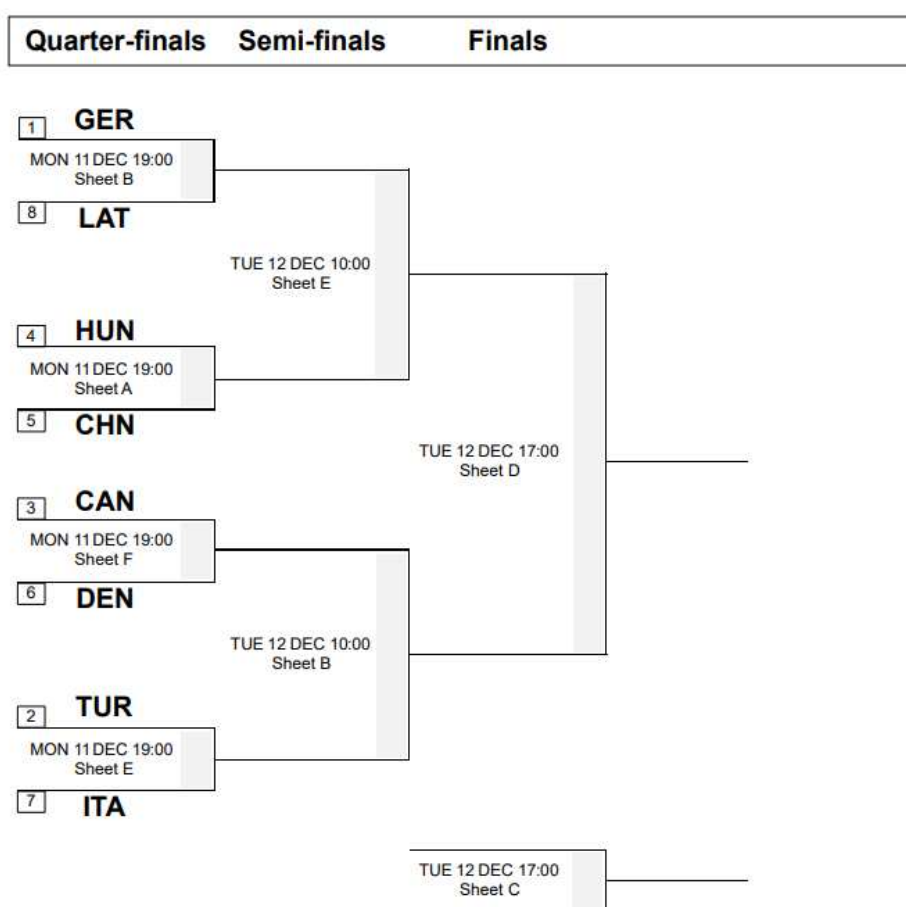 Quarter-finals Semi-finals Finals
1 GER
MON 11 DEC 19:00
Sheet B
8 LAT
TUE 12 DEC 10:00
Sheet E
4 HUN
MON 11 DEC 19:00
Sheet A
5 CHN
TUE 12 DEC 17:00
Sheet D
3 CAN
MON 11 DEC 19:00
Sheet F
6 DEN
TUE 12 DEC 10:00
Sheet B
2 TUR
MON 11 DEC 19:00
Sheet E
7 ITA
TUE 12 DEC 17:00
Sheet C